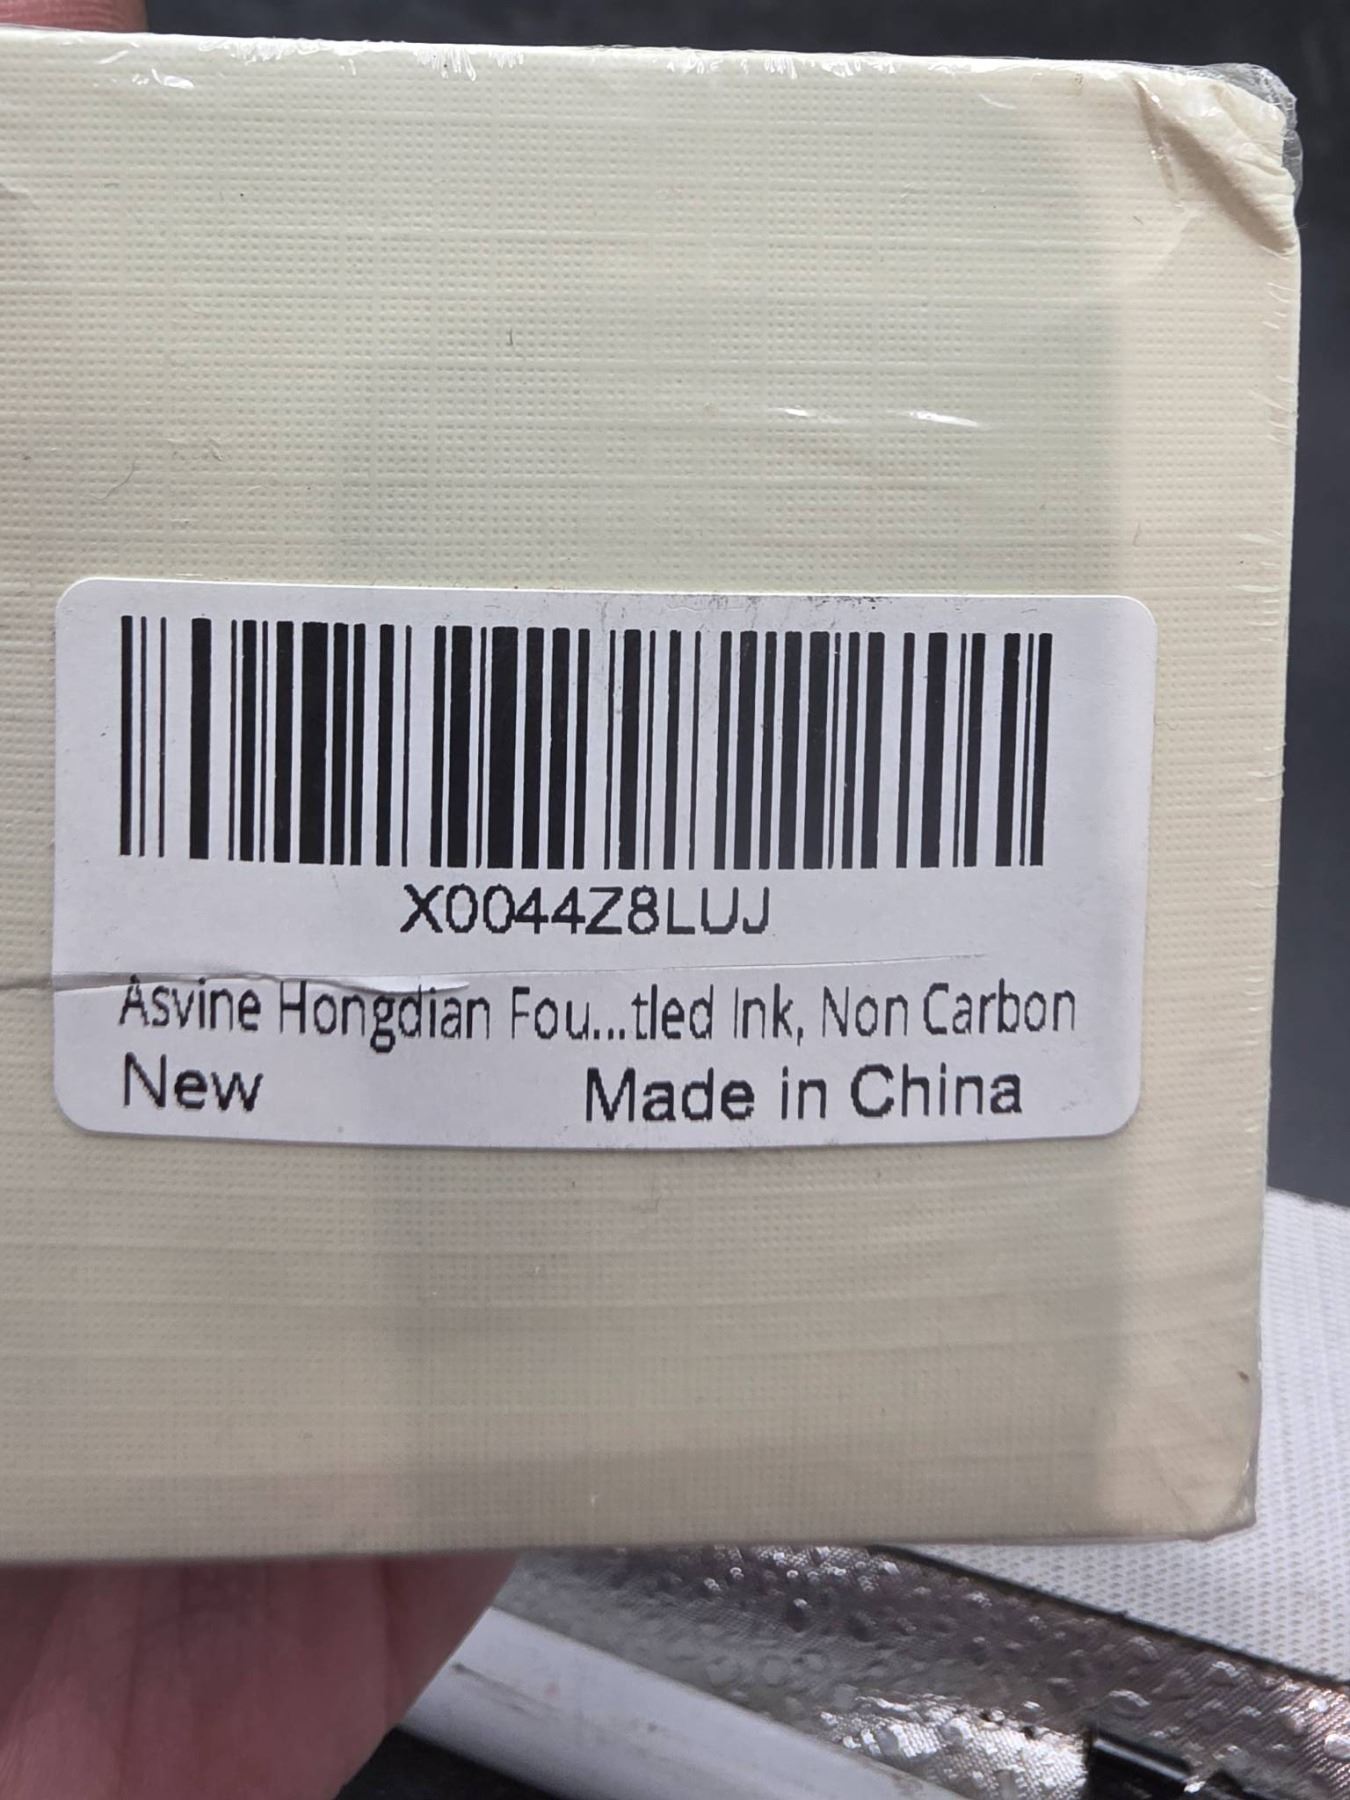 X0044Z8LUJ
Asvine Hongdian Fou...tled Ink, Non Carbon
New Made in China